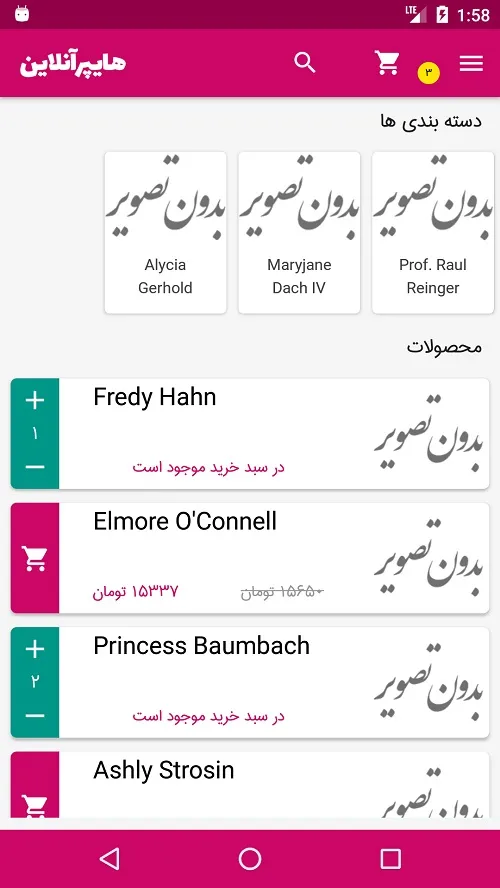 LTE 1:58
هایپرآنلاین
۳
دسته بندی ها
بدون تصویر
بدون تصویر
بدون تصویر
Prof. Raul
Reinger
Maryjane
Dach IV
Alycia
Gerhold
محصولات
Fredy Hahn
بدون تصویر
۱
در سبد خرید موجود است
Elmore O'Connell
بدون تصویر
۱۵۶۵۰ تومان
۱۵۳۳۷ تومان
Princess Baumbach
بدون تصویر
۲
در سبد خرید موجود است
Ashly Strosin
بدون تصویر